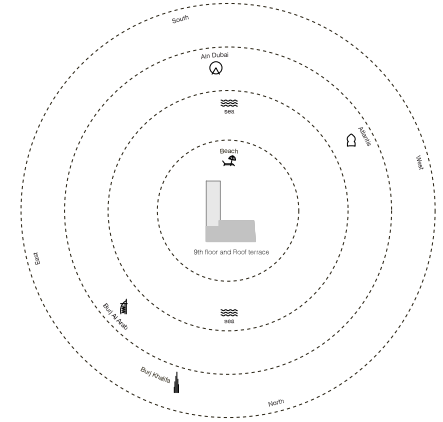 South
Ain Dubai
sea
Atlantis
West
Beach
9th floor and Roof terrace
East
Burj Al Arab
sea
Burj Khalifa
North